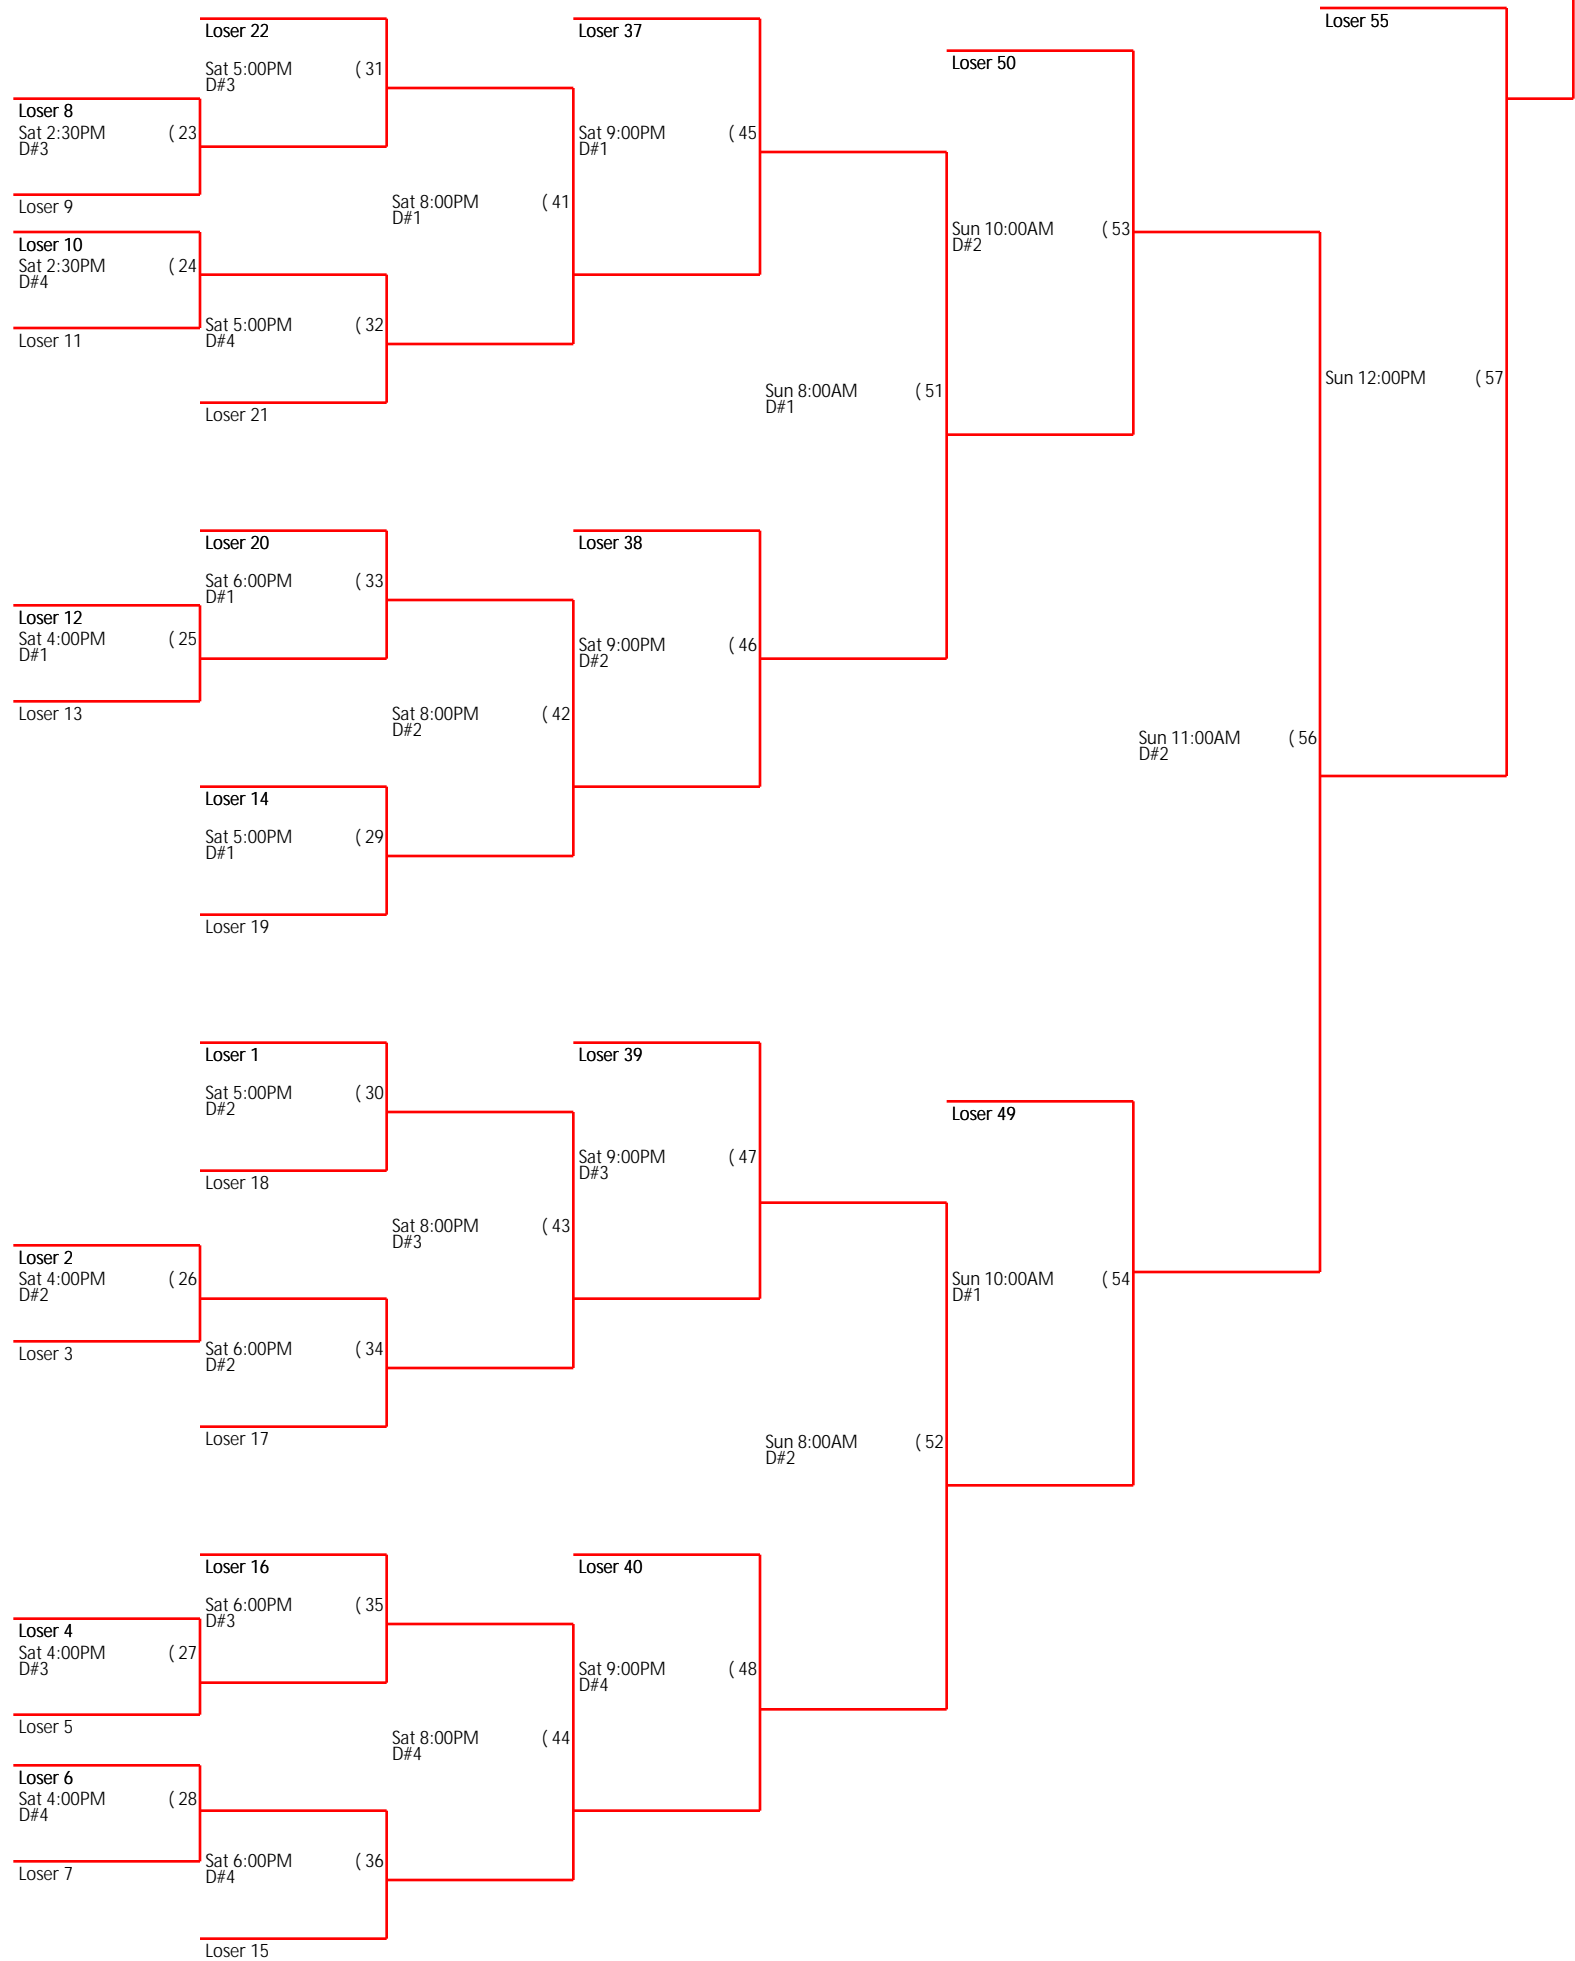 Loser 55
Loser 22
Loser 37
Loser 50
Sat 5:00PM ( 31
D#3
Loser 8
Sat 2:30PM ( 23
D#3
Sat 9:00PM ( 45
D#1
Loser 9
Sat 8:00PM ( 41
D#1
Loser 10
Sat 2:30PM ( 24
D#4
Sun 10:00AM ( 53
D#2
Loser 11
Sat 5:00PM ( 32
D#4
Loser 21
Sun 8:00AM ( 51
D#1
Sun 12:00PM ( 57
Loser 20
Loser 38
Sat 6:00PM ( 33
D#1
Loser 12
Sat 4:00PM ( 25
D#1
Sat 9:00PM ( 46
D#2
Loser 13
Sat 8:00PM ( 42
D#2
Sun 11:00AM ( 56
D#2
Loser 14
Sat 5:00PM ( 29
D#1
Loser 19
Loser 1
Loser 39
Sat 5:00PM ( 30
D#2
Loser 49
Sat 9:00PM ( 47
D#3
Loser 18
Sat 8:00PM ( 43
D#3
Loser 2
Sat 4:00PM ( 26
D#2
Sun 10:00AM ( 54
D#1
Loser 3
Sat 6:00PM ( 34
D#2
Loser 17
Sun 8:00AM ( 52
D#2
Loser 16
Loser 40
Sat 6:00PM ( 35
D#3
Loser 4
Sat 4:00PM ( 27
D#3
Sat 9:00PM ( 48
D#4
Loser 5
Sat 8:00PM ( 44
D#4
Loser 6
Sat 4:00PM ( 28
D#4
Loser 7
Sat 6:00PM ( 36
D#4
Loser 15